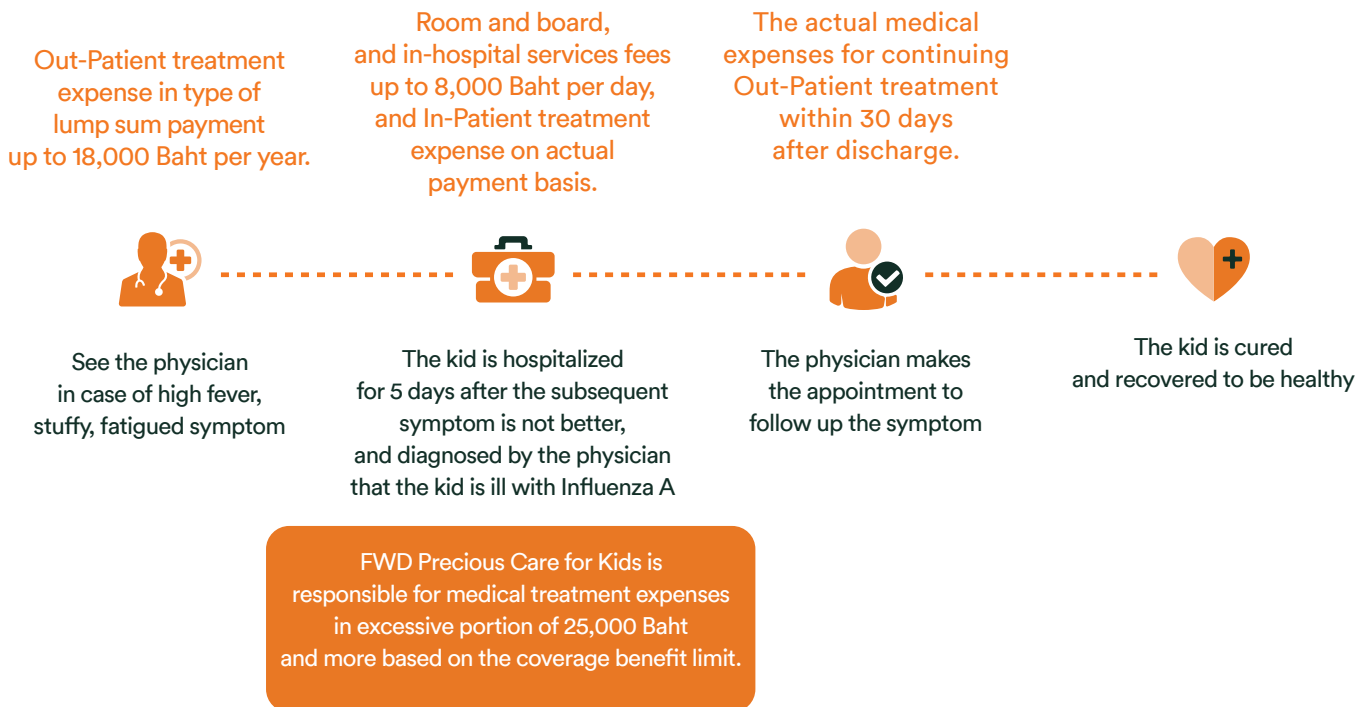 Out-Patient treatment
expense in type of
lump sum payment
up to 18,000 Baht per year.
Room and board,
and in-hospital services fees
up to 8,000 Baht per day,
and In-Patient treatment
expense on actual
payment basis.
The actual medical
expenses for continuing
Out-Patient treatment
within 30 days
after discharge.
See the physician
in case of high fever,
stuffy, fatigued symptom
The kid is hospitalized
for 5 days after the subsequent
symptom is not better,
and diagnosed by the physician
that the kid is ill with Influenza A
The physician makes
the appointment to
follow up the symptom
The kid is cured
and recovered to be healthy
FWD Precious Care for Kids is
responsible for medical treatment expenses
in excessive portion of 25,000 Baht
and more based on the coverage benefit limit.